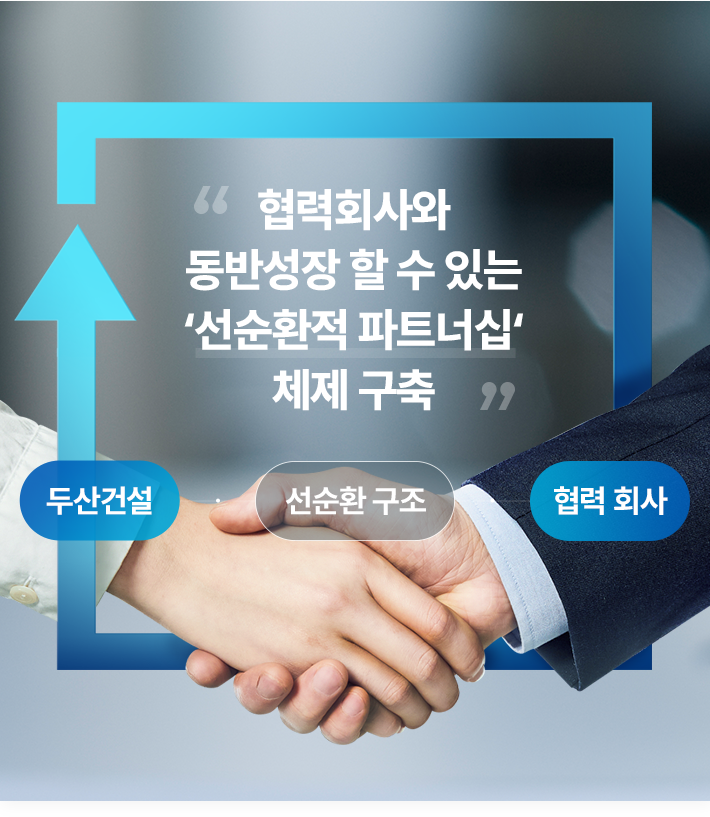 “ 협력회사와
동반성장 할 수 있는
‘선순환적 파트너십‘
체제 구축 ”
두산건설
선순환 구조
협력 회사